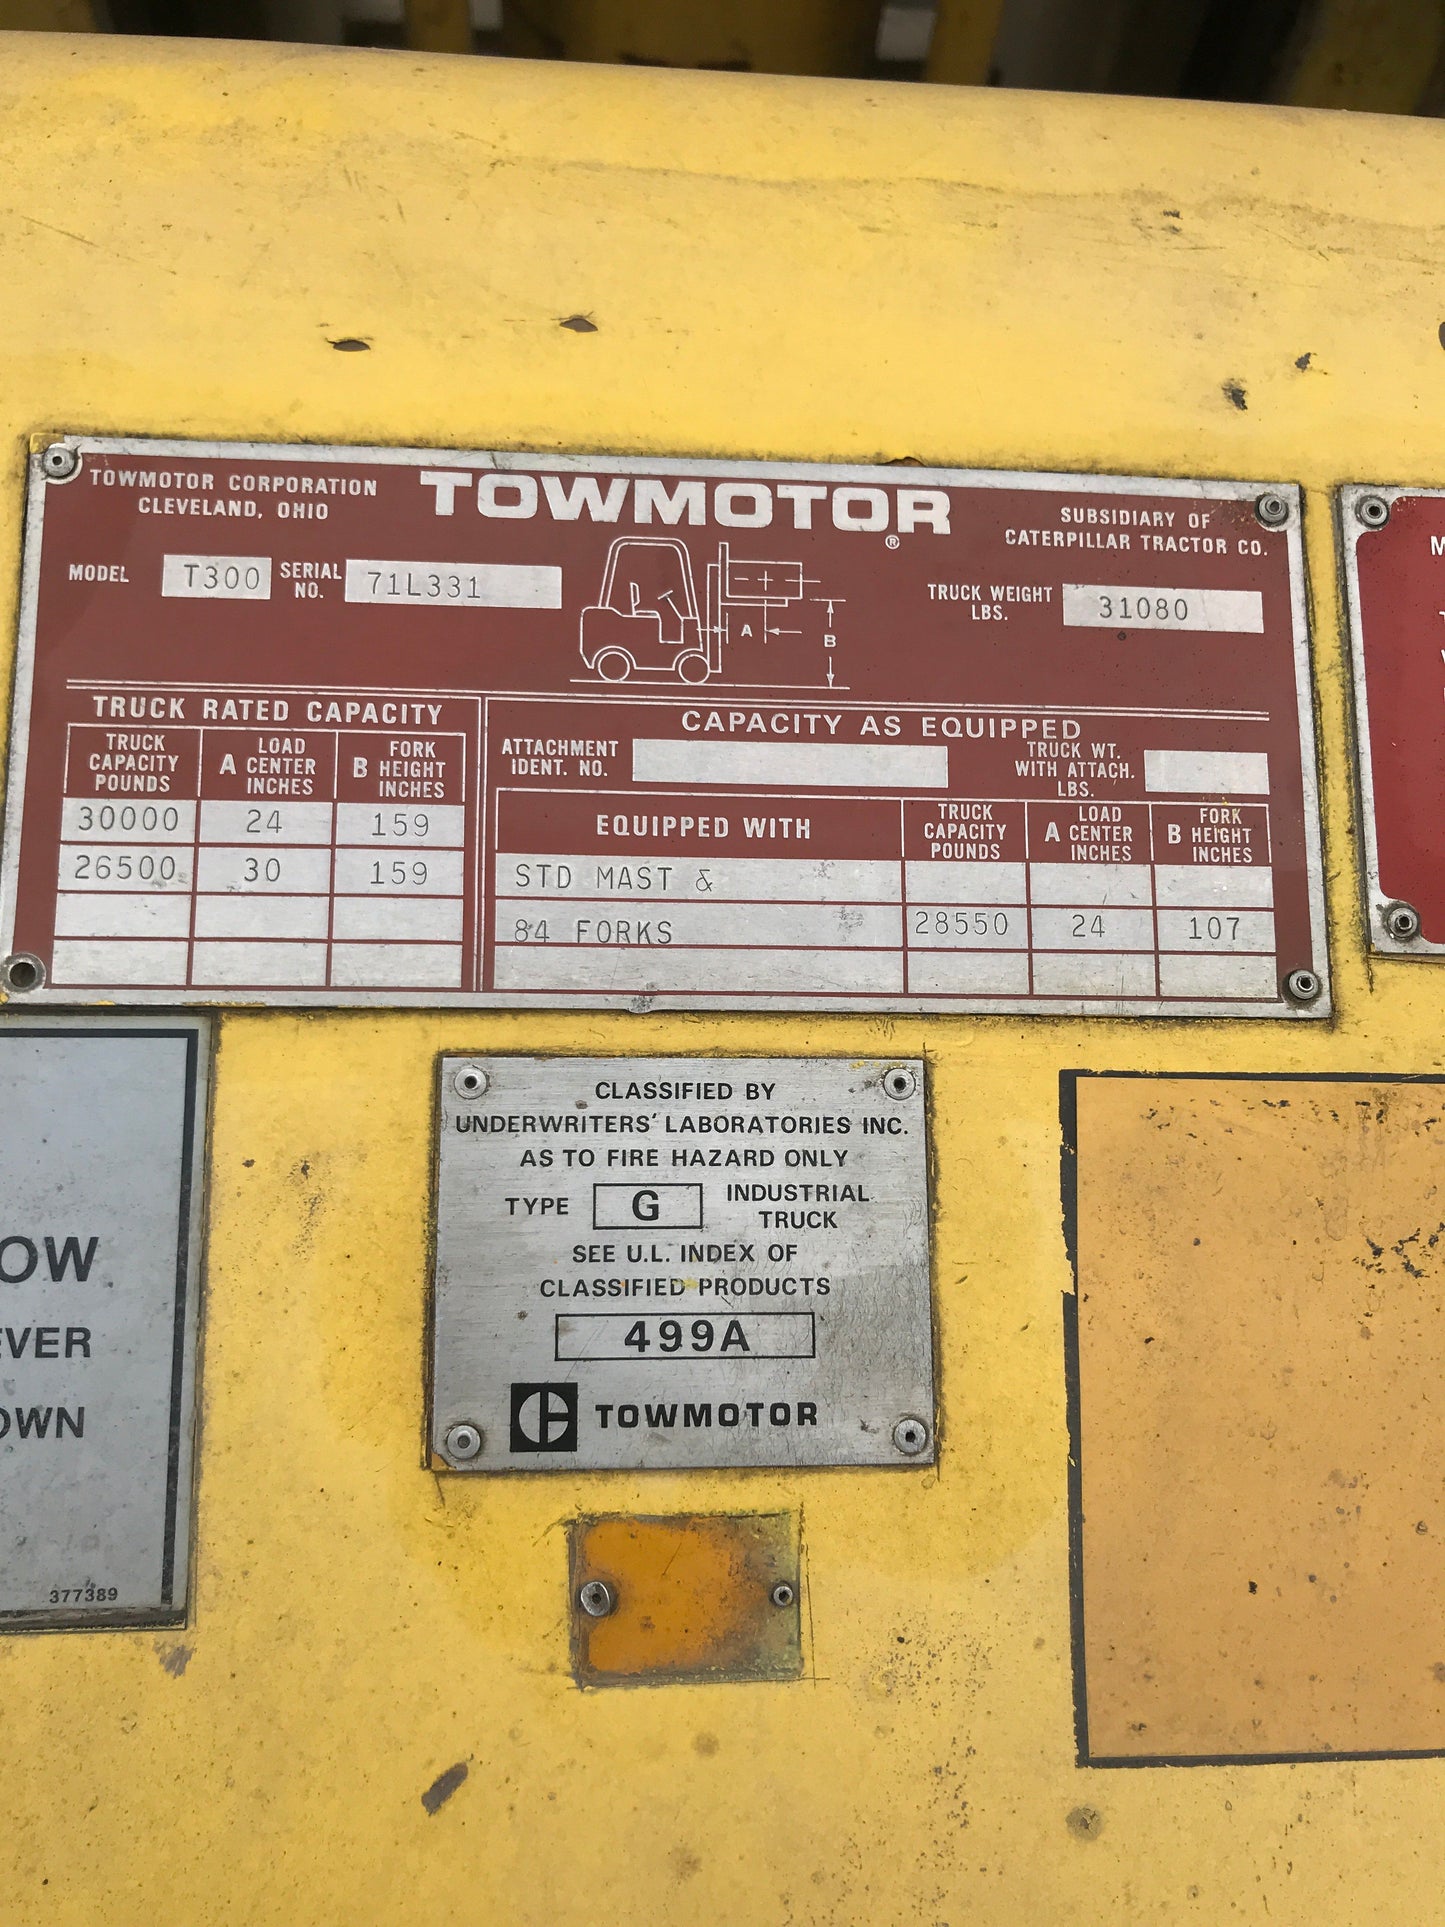 TOWMOTOR CORPORATION
CLEVELAND, OHIO
TOWMOTOR
®
SUBSIDIARY OF
CATERPILLAR TRACTOR CO.
MODEL T300 SERIAL NO. 71L331
A
B
TRUCK WEIGHT LBS. 31080
TRUCK RATED CAPACITY
TRUCK CAPACITY POUNDS
A LOAD CENTER INCHES
B FORK HEIGHT INCHES
30000 24 159
26500 30 159
CAPACITY AS EQUIPPED
ATTACHMENT IDENT. NO.
TRUCK WT. WITH ATTACH. LBS.
EQUIPPED WITH
TRUCK CAPACITY POUNDS
A LOAD CENTER INCHES
B FORK HEIGHT INCHES
STD MAST &
84 FORKS 28550 24 107
CLASSIFIED BY
UNDERWRITERS' LABORATORIES INC.
AS TO FIRE HAZARD ONLY
TYPE G INDUSTRIAL TRUCK
SEE U.L. INDEX OF
CLASSIFIED PRODUCTS
499A
TOWMOTOR
OW
EVER
OWN
377389